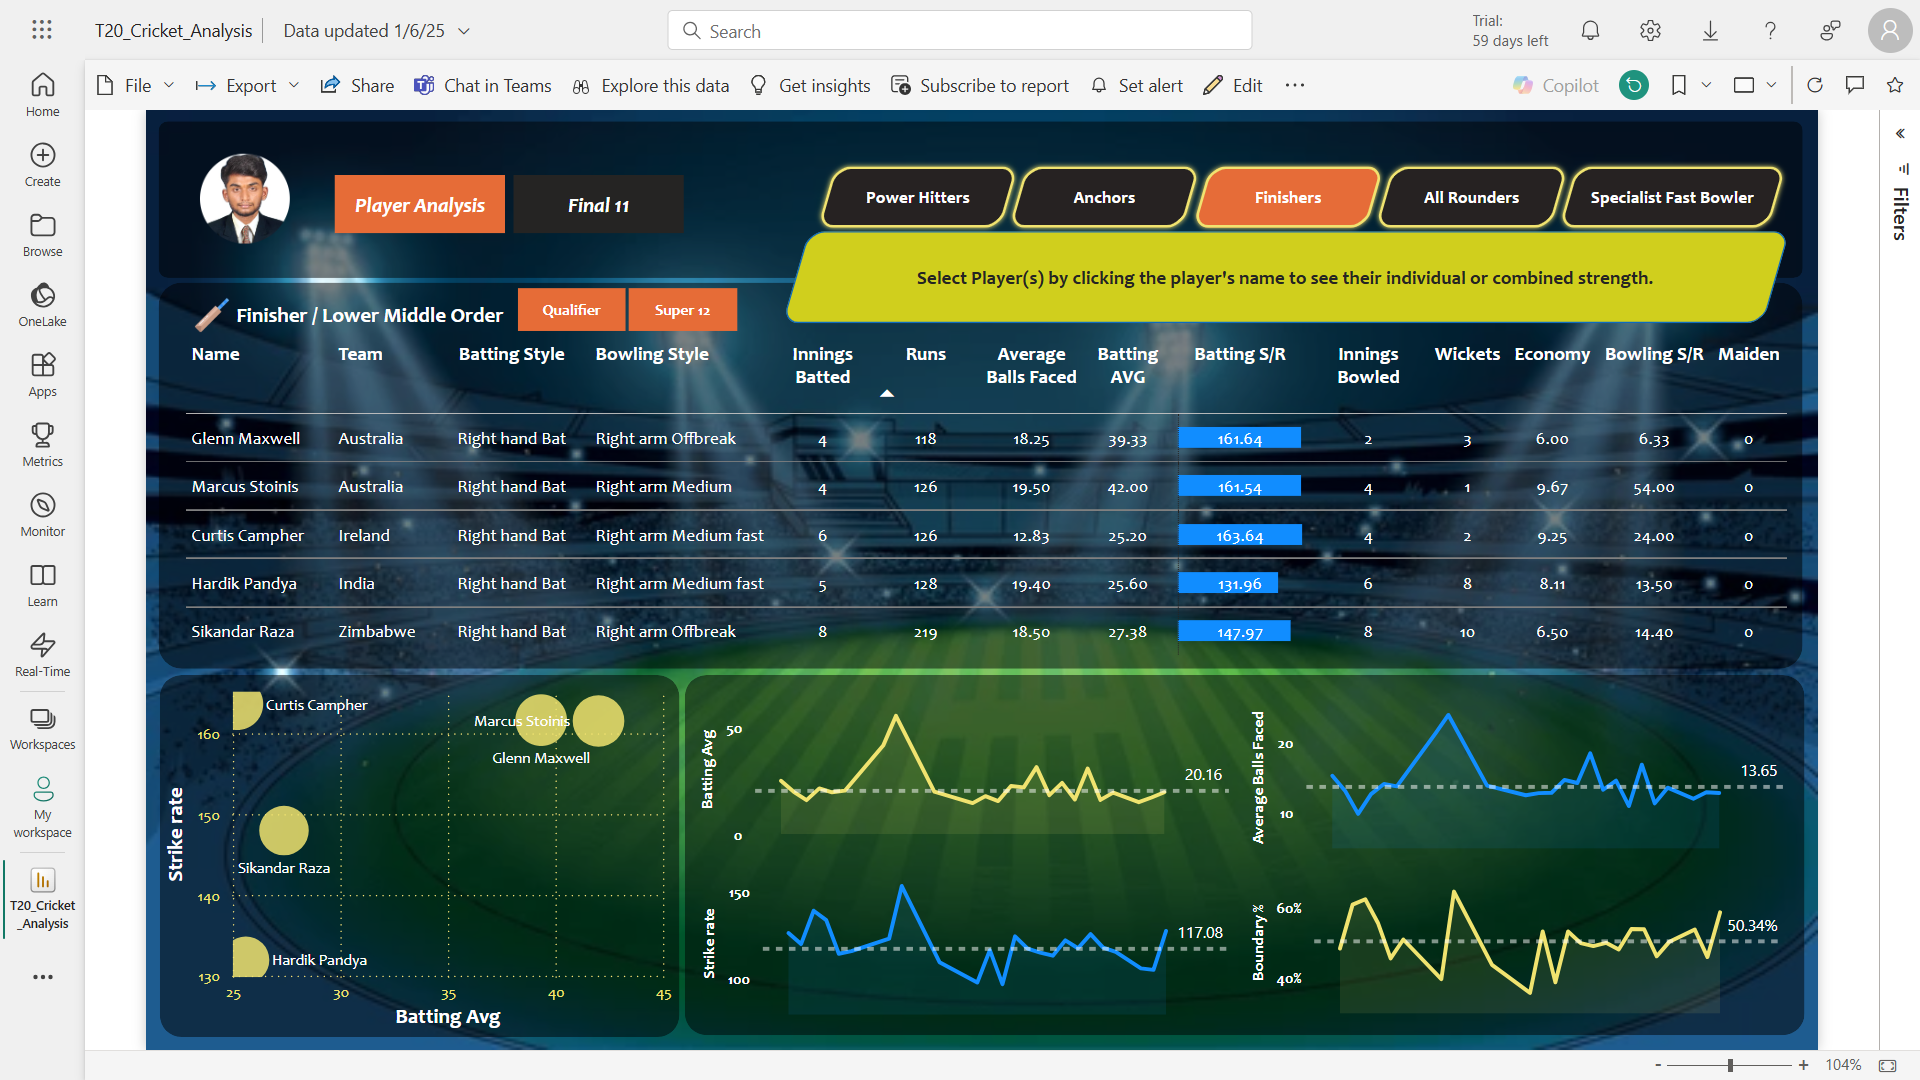 T20_Cricket_Analysis
Data updated 1/6/25
Search
Trial:
59 days left
File
Export
Share
Chat in Teams
Explore this data
Get insights
Subscribe to report
Set alert
Edit
Copilot
Home
Create
Browse
OneLake
Apps
Metrics
Monitor
Learn
Real-Time
Workspaces
My
workspace
T20_Cricket
_Analysis
Filters
Player Analysis
Final 11
Power Hitters
Anchors
Finishers
All Rounders
Specialist Fast Bowler
Select Player(s) by clicking the player's name to see their individual or combined strength.
Finisher / Lower Middle Order
Qualifier
Super 12
Name Team Batting Style Bowling Style Innings Batted Runs Average Balls Faced Batting AVG Batting S/R Innings Bowled Wickets Economy Bowling S/R Maiden
Glenn Maxwell Australia Right hand Bat Right arm Offbreak 4 118 18.25 39.33 161.64 2 3 6.00 6.33 0
Marcus Stoinis Australia Right hand Bat Right arm Medium 4 126 19.50 42.00 161.54 4 1 9.67 54.00 0
Curtis Campher Ireland Right hand Bat Right arm Medium fast 6 126 12.83 25.20 163.64 4 2 9.25 24.00 0
Hardik Pandya India Right hand Bat Right arm Medium fast 5 128 19.40 25.60 131.96 6 8 8.11 13.50 0
Sikandar Raza Zimbabwe Right hand Bat Right arm Offbreak 8 219 18.50 27.38 147.97 8 10 6.50 14.40 0
Strike rate
160
150
140
130
25 30 35 40 45
Batting Avg
Curtis Campher
Marcus Stoinis
Glenn Maxwell
Sikandar Raza
Hardik Pandya
Batting Avg
50
0
20.16
Average Balls Faced
20
10
13.65
Strike rate
150
100
117.08
Boundary %
60%
40%
50.34%
- + 104%